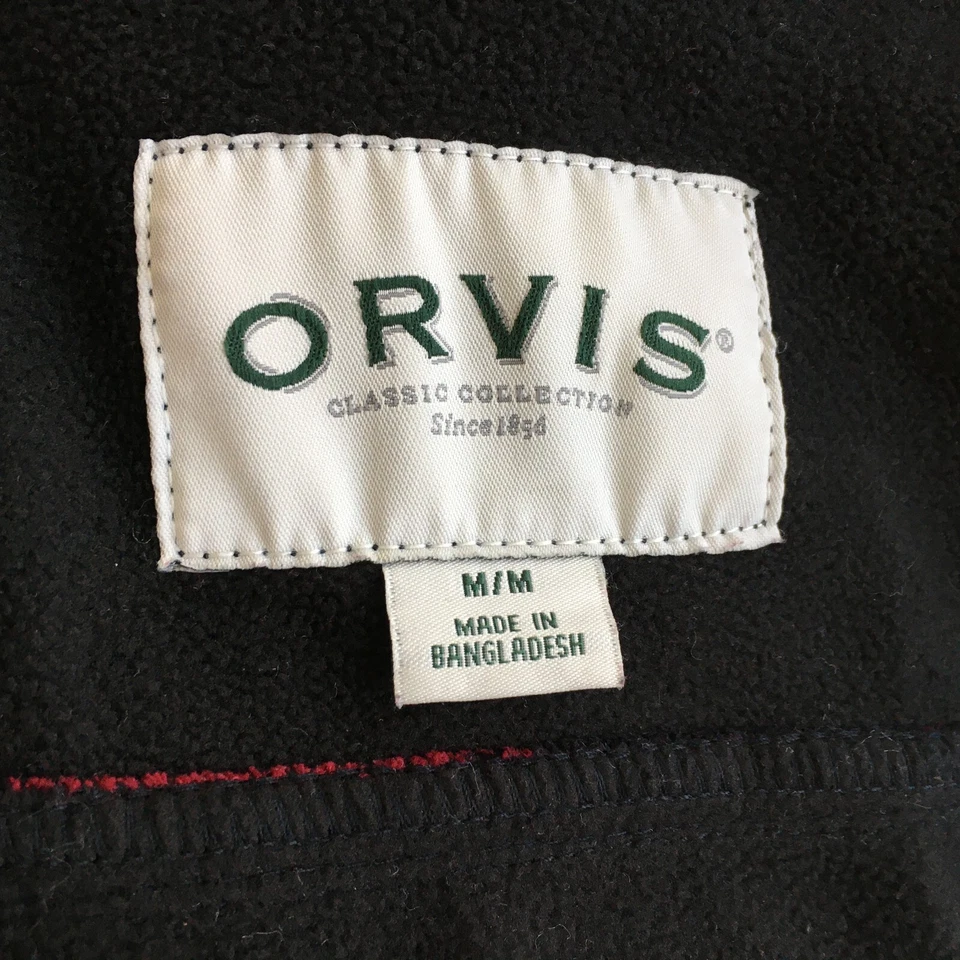 ORVIS®
CLASSIC COLLECTION
Since 1856
M/M
MADE IN
BANGLADESH